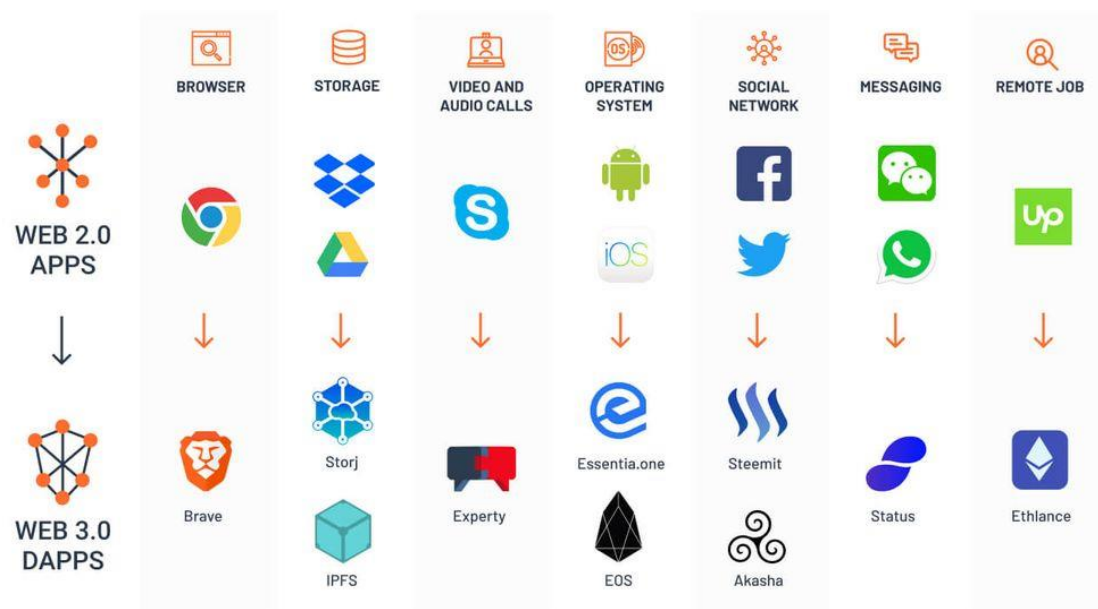 BROWSER
STORAGE
VIDEO AND
AUDIO CALLS
OPERATING
SYSTEM
SOCIAL
NETWORK
MESSAGING
REMOTE JOB
OS
WEB 2.0
APPS
S
iOS
f
Up
WEB 3.0
DAPPS
Brave
Storj
IPFS
Experty
e
Essentia.one
EOS
Steemit
Akasha
Status
Ethlance